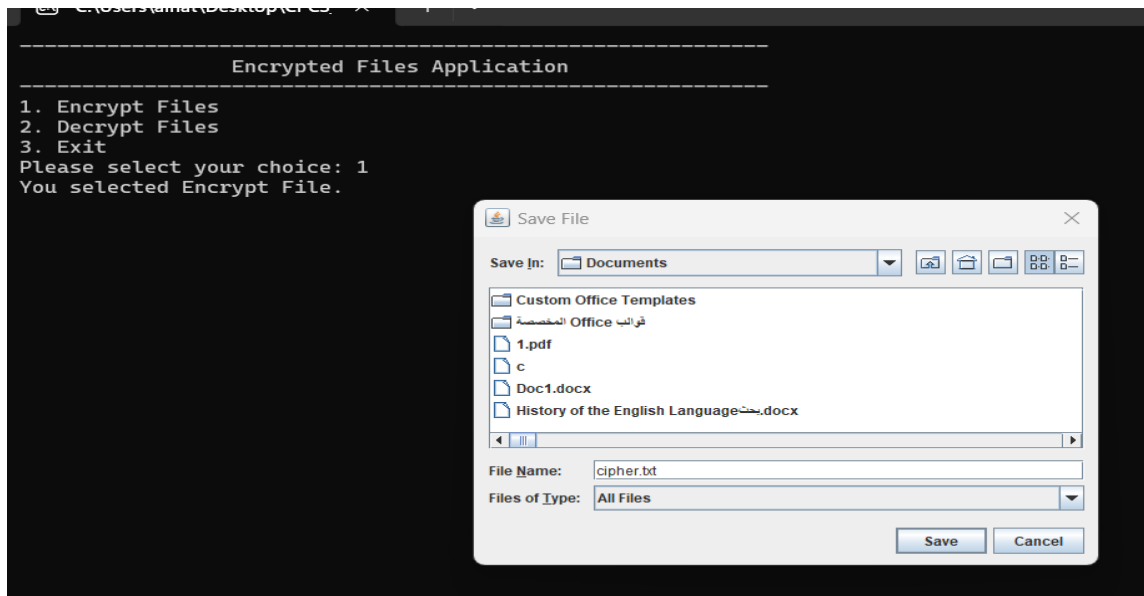 Encrypted Files Application
1. Encrypt Files
2. Decrypt Files
3. Exit
Please select your choice: 1
You selected Encrypt File.
Save File
Save In: Documents
Custom Office Templates
قوالب Office المخصصة
1.pdf
c
Doc1.docx
History of the English Languageبحث.docx
File Name: cipher.txt
Files of Type: All Files
Save Cancel